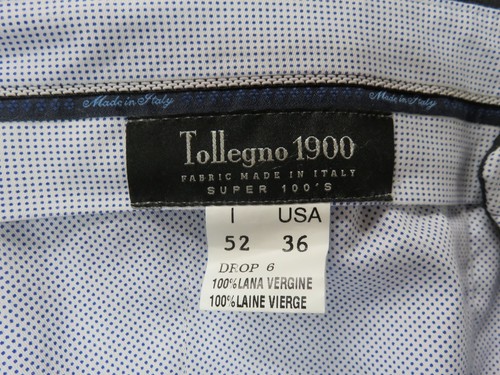 Made in Italy Made in Italy
Tollegno 1900
FABRIC MADE IN ITALY
SUPER 100'S
I USA
52 36
DROP 6
100%LANA VERGINE
100%LAINE VIERGE